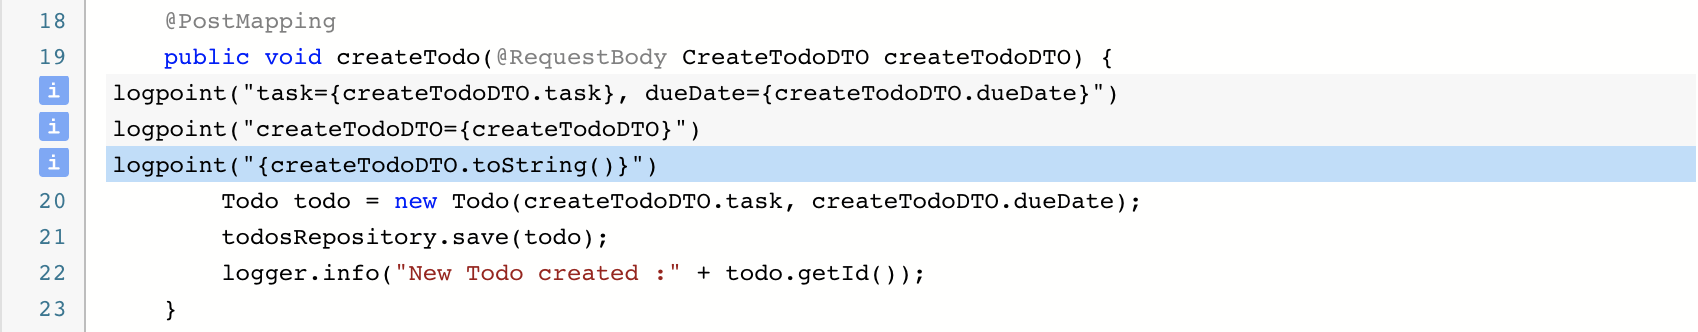 18 @PostMapping
19 public void createTodo(@RequestBody CreateTodoDTO createTodoDTO) {
i logpoint("task={createTodoDTO.task}, dueDate={createTodoDTO.dueDate}")
i logpoint("createTodoDTO={createTodoDTO}")
i logpoint("{createTodoDTO.toString()}")
20 Todo todo = new Todo(createTodoDTO.task, createTodoDTO.dueDate);
21 todosRepository.save(todo);
22 logger.info("New Todo created :" + todo.getId());
23 }